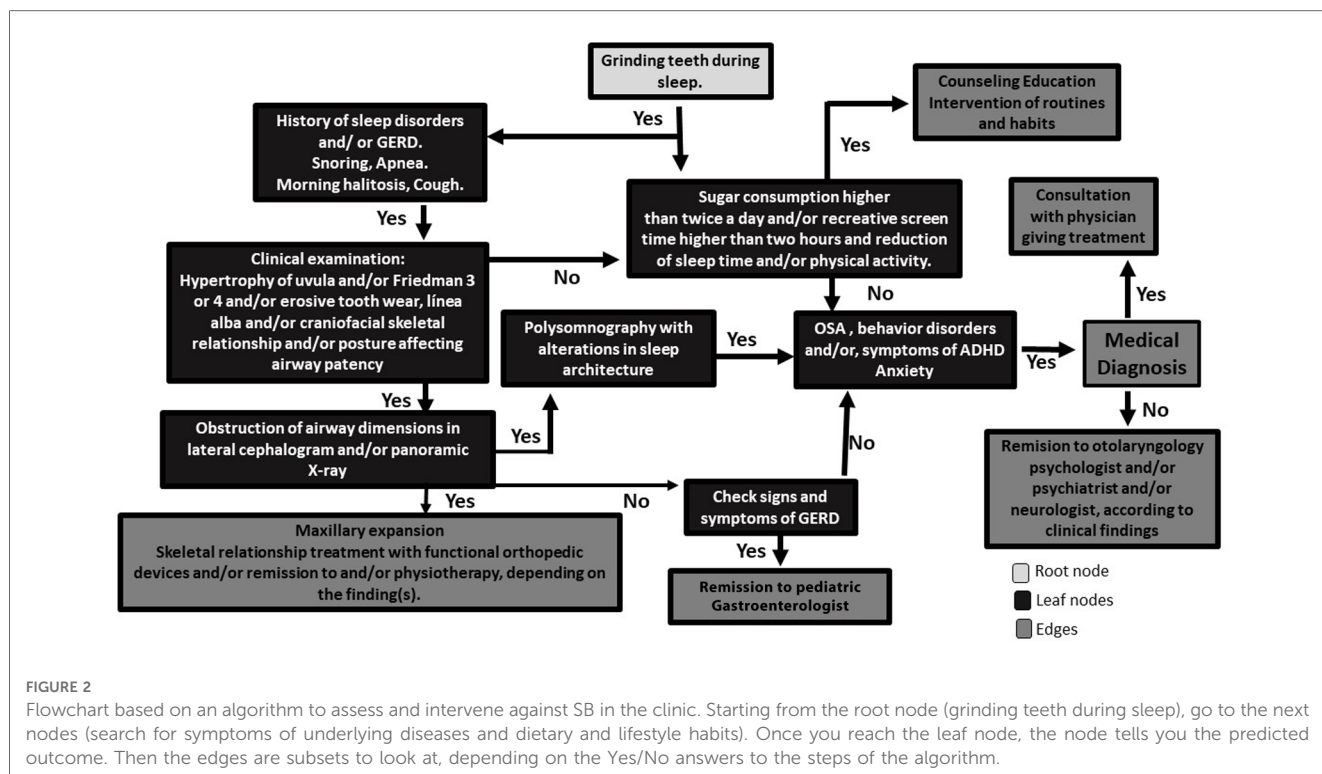 Grinding teeth during
sleep.
Yes
History of sleep disorders
and/ or GERD.
Snoring, Apnea.
Morning halitosis, Cough.
Yes
Counseling Education
Intervention of routines
and habits
Yes
Sugar consumption higher
than twice a day and/or recreative screen
time higher than two hours and reduction
of sleep time and/or physical activity.
No
Clinical examination:
Hypertrophy of uvula and/or Friedman 3
or 4 and/or erosive tooth wear, línea
alba and/or craniofacial skeletal
relationship and/or posture affecting
airway patency
No
Yes
Consultation
with physician
giving treatment
Yes
Polysomnography with
alterations in sleep
architecture
Yes
OSA , behavior disorders
and/or, symptoms of ADHD
Anxiety
Yes
Medical
Diagnosis
No
Obstruction of airway dimensions in
lateral cephalogram and/or panoramic
X-ray
Yes
Yes
No
Check signs and
symptoms of GERD
No
Yes
Remision to otolaryngology
psychologist and/or
psychiatrist and/or
neurologist, according to
clinical findings
Maxillary expansion
Skeletal relationship treatment with functional orthopedic
devices and/or remission to and/or physiotherapy, depending on
the finding(s).
Remission to pediatric
Gastroenterologist
Root node
Leaf nodes
Edges
FIGURE 2
Flowchart based on an algorithm to assess and intervene against SB in the clinic. Starting from the root node (grinding teeth during sleep), go to the next
nodes (search for symptoms of underlying diseases and dietary and lifestyle habits). Once you reach the leaf node, the node tells you the predicted
outcome. Then the edges are subsets to look at, depending on the Yes/No answers to the steps of the algorithm.